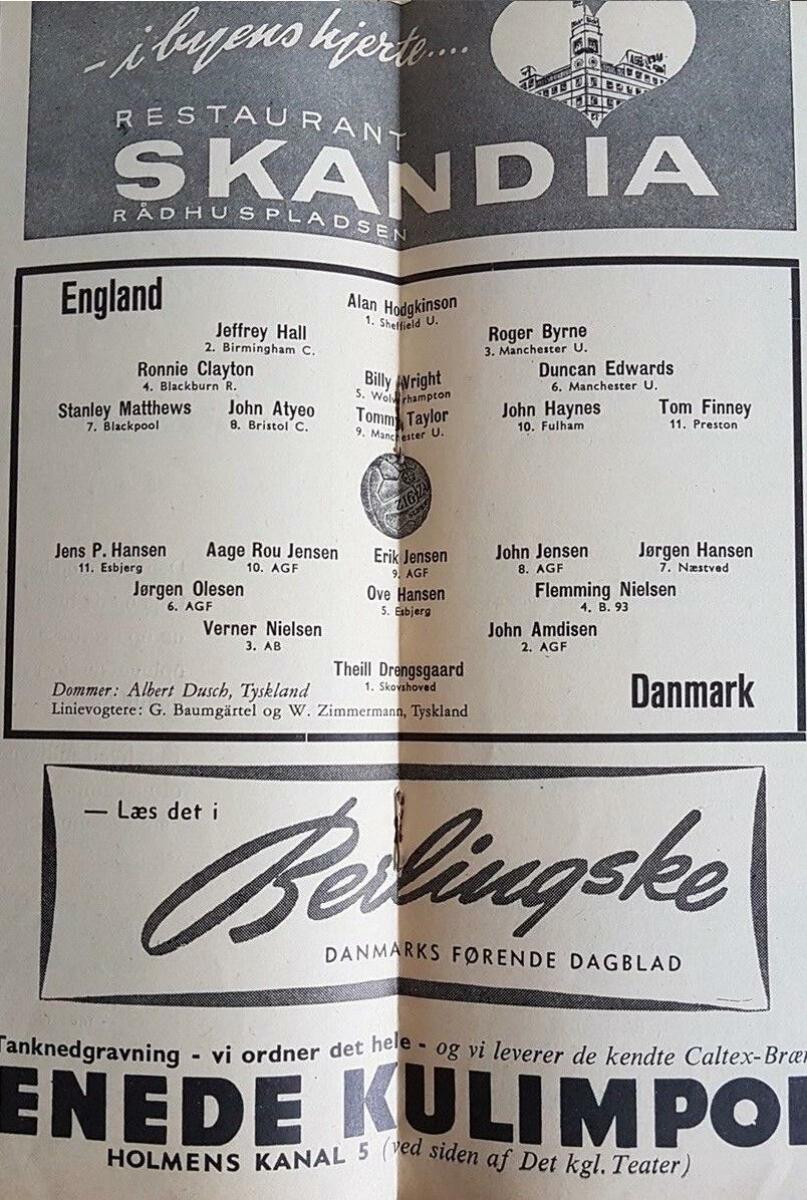 - i byens hjerte....
RESTAURANT
SKANDIA
RÅDHUSPLADSEN
England
Alan Hodgkinson
1. Sheffield U.
Jeffrey Hall
2. Birmingham C.
Roger Byrne
3. Manchester U.
Ronnie Clayton
4. Blackburn R.
Billy Wright
5. Wolverhampton
Duncan Edwards
6. Manchester U.
Stanley Matthews
7. Blackpool
John Atyeo
8. Bristol C.
Tommy Taylor
9. Manchester U.
John Haynes
10. Fulham
Tom Finney
11. Preston
Jens P. Hansen
11. Esbjerg
Aage Rou Jensen
10. AGF
Erik Jensen
9. AGF
John Jensen
8. AGF
Jørgen Hansen
7. Næstved
Jørgen Olesen
6. AGF
Ove Hansen
5. Esbjerg
Flemming Nielsen
4. B. 93
Verner Nielsen
3. AB
John Amdisen
2. AGF
Theill Drengsgaard
1. Skovshoved
Danmark
Dommer: Albert Dusch, Tyskland
Linievogtere: G. Baumgärtel og W. Zimmermann, Tyskland
— Læs det i
Berlingske
DANMARKS FØRENDE DAGBLAD
Tanknedgravning - vi ordner det hele - og vi leverer de kendte Caltex-Bræn
ENEDE KULIMPO
HOLMENS KANAL 5 (ved siden af Det kgl. Teater)